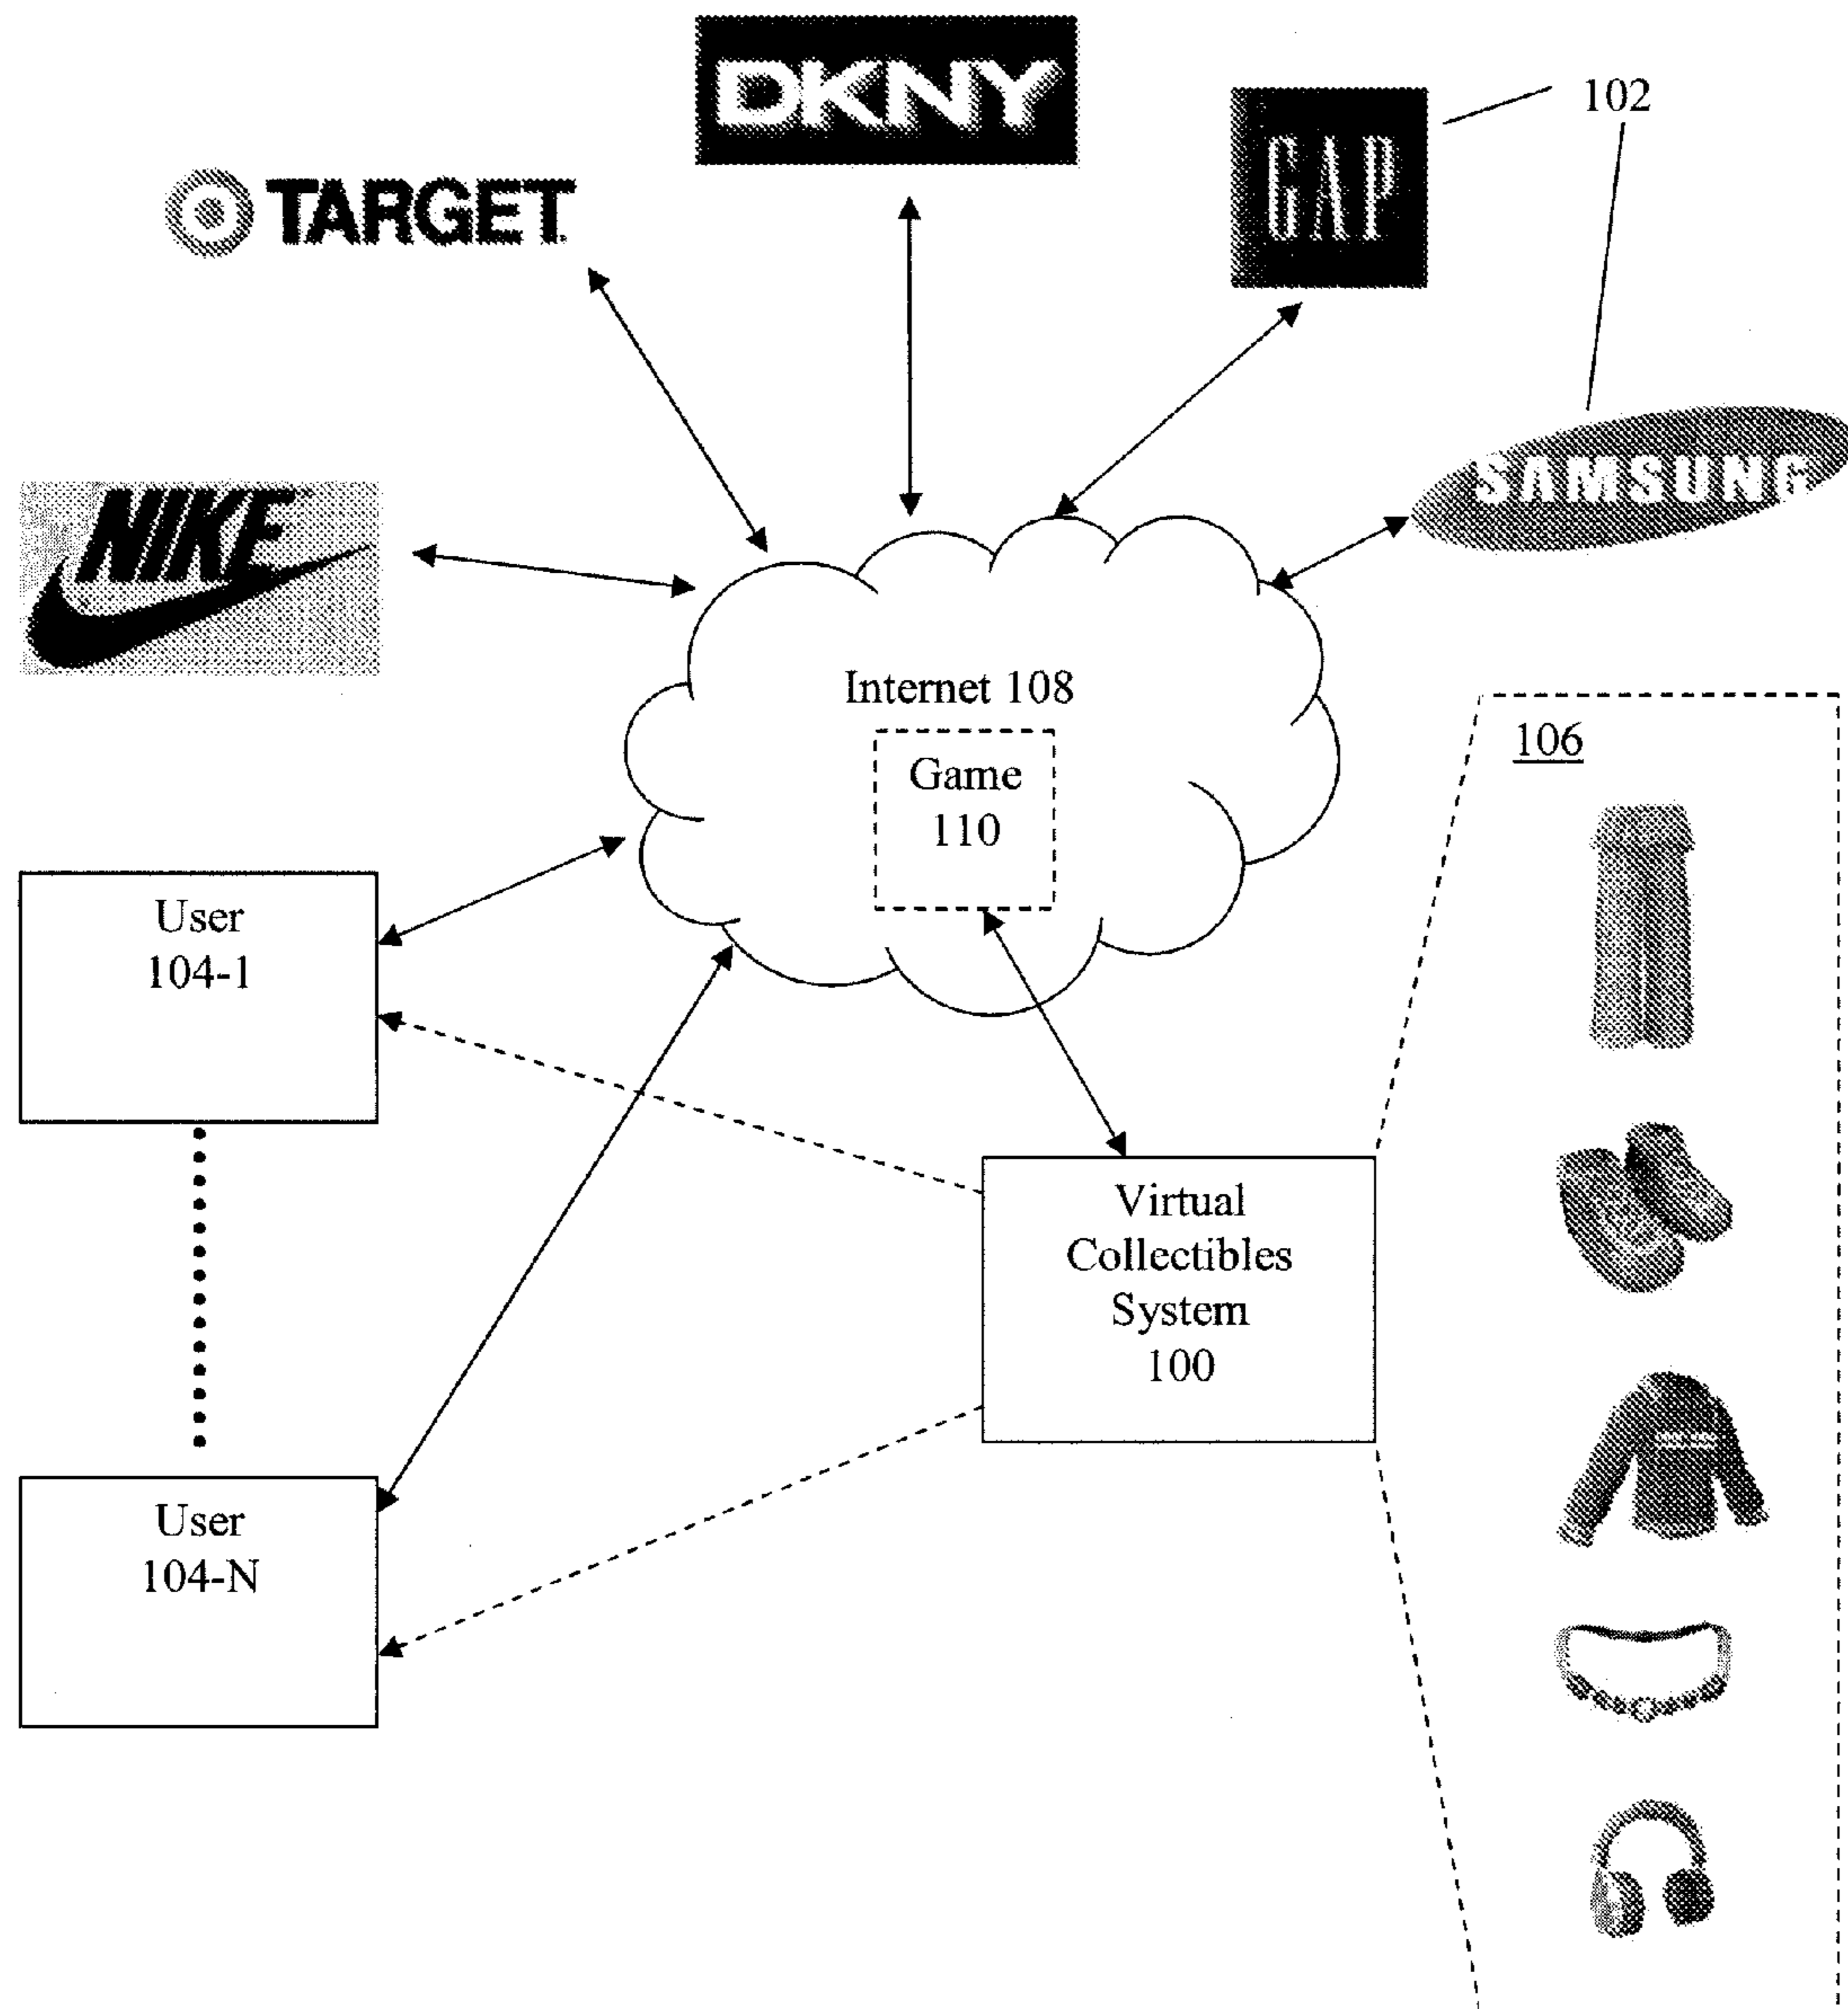 DKNY
102
GAP
TARGET
SAMSUNG
NIKE
Internet 108
106
Game
110
User
104-1
Virtual
Collectibles
System
100
User
104-N